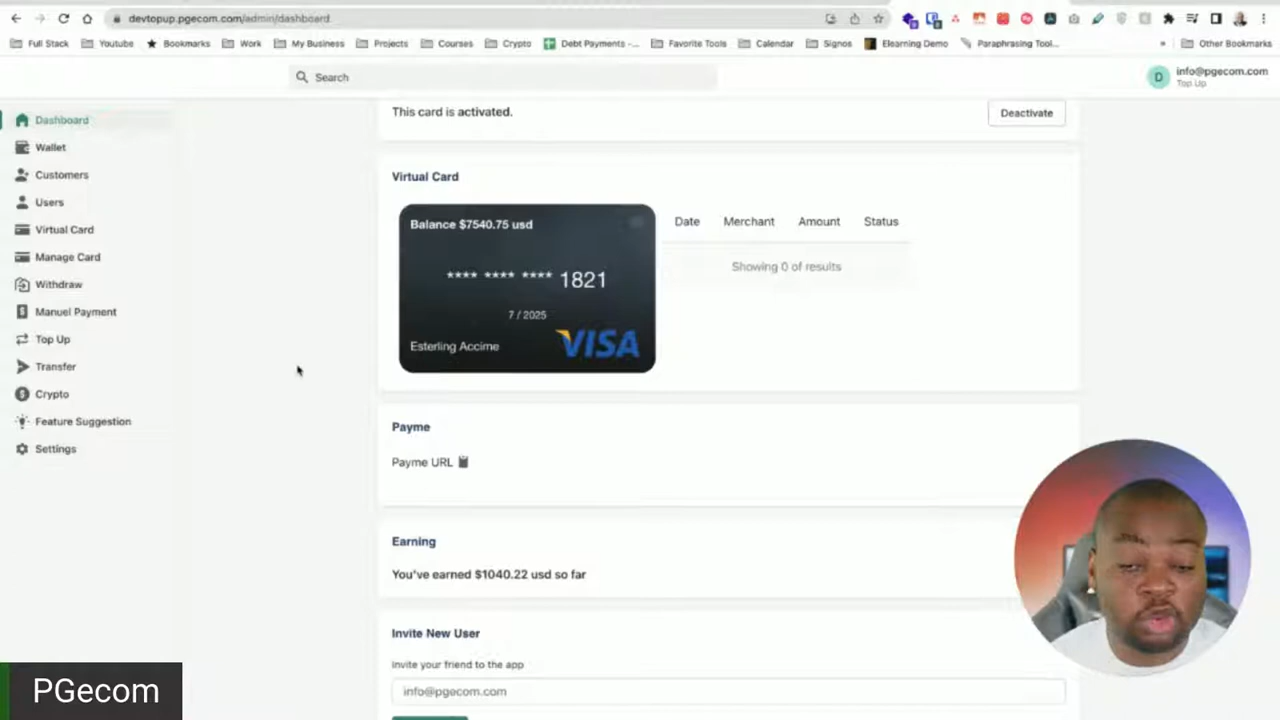 devtopup.pgecom.com/admin/dashboard
Full Stack Youtube Bookmarks Work My Business Projects Courses Crypto Debt Payments -... Favorite Tools Calendar Signos Elearning Demo Paraphrasing Tool... » Other Bookmarks
Search
D
info@pgecom.com
Top Up
Dashboard
Wallet
Customers
Users
Virtual Card
Manage Card
Withdraw
Manuel Payment
Top Up
Transfer
Crypto
Feature Suggestion
Settings
This card is activated.
Deactivate
Virtual Card
Balance $7540.75 usd
**** **** **** 1821
7 / 2025
Esterling Accime
VISA
Date Merchant Amount Status
Showing 0 of results
Payme
Payme URL
Earning
You've earned $1040.22 usd so far
Invite New User
Invite your friend to the app
info@pgecom.com
PGecom